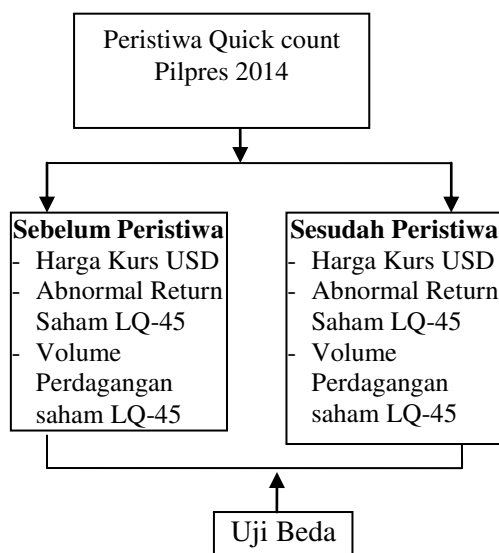 Peristiwa Quick count
Pilpres 2014
Sebelum Peristiwa
- Harga Kurs USD
- Abnormal Return
Saham LQ-45
- Volume
Perdagangan
saham LQ-45
Sesudah Peristiwa
- Harga Kurs USD
- Abnormal Return
Saham LQ-45
- Volume
Perdagangan
saham LQ-45
Uji Beda